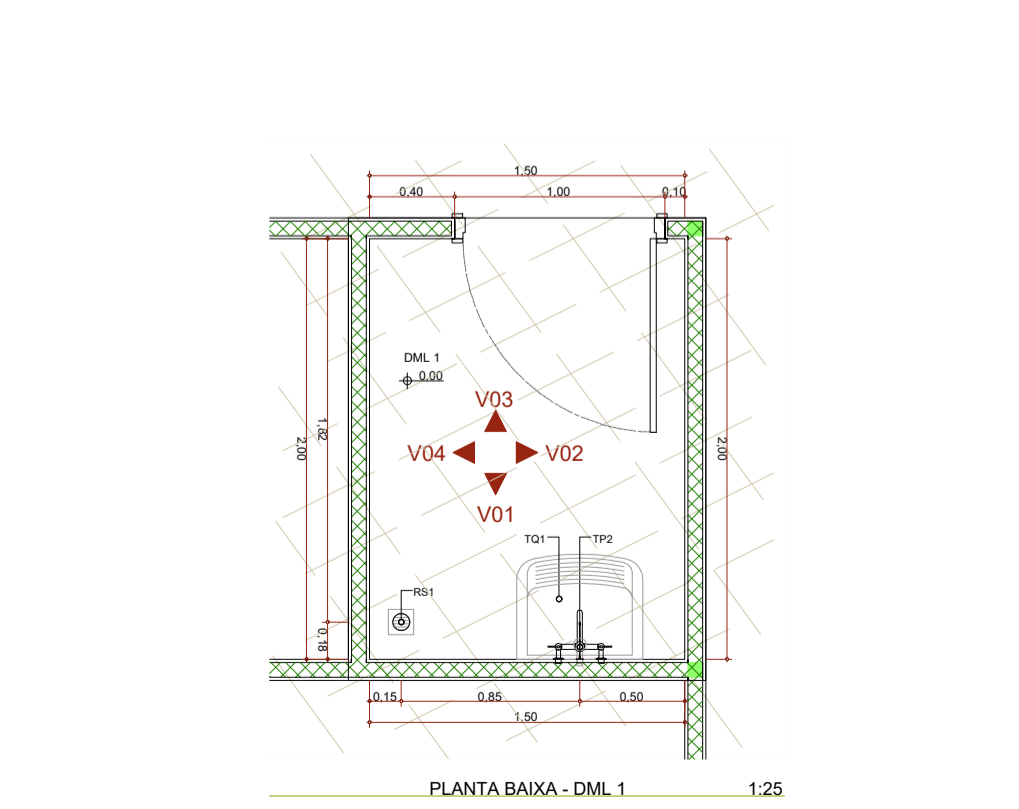 1,50
0,40 1,00 0,10
DML 1
0,00
V03
1,82
2,00 V04 V02 2,00
V01
TQ1 TP2
RS1
0,18
0,15 0,85 0,50
1,50
PLANTA BAIXA - DML 1 1:25